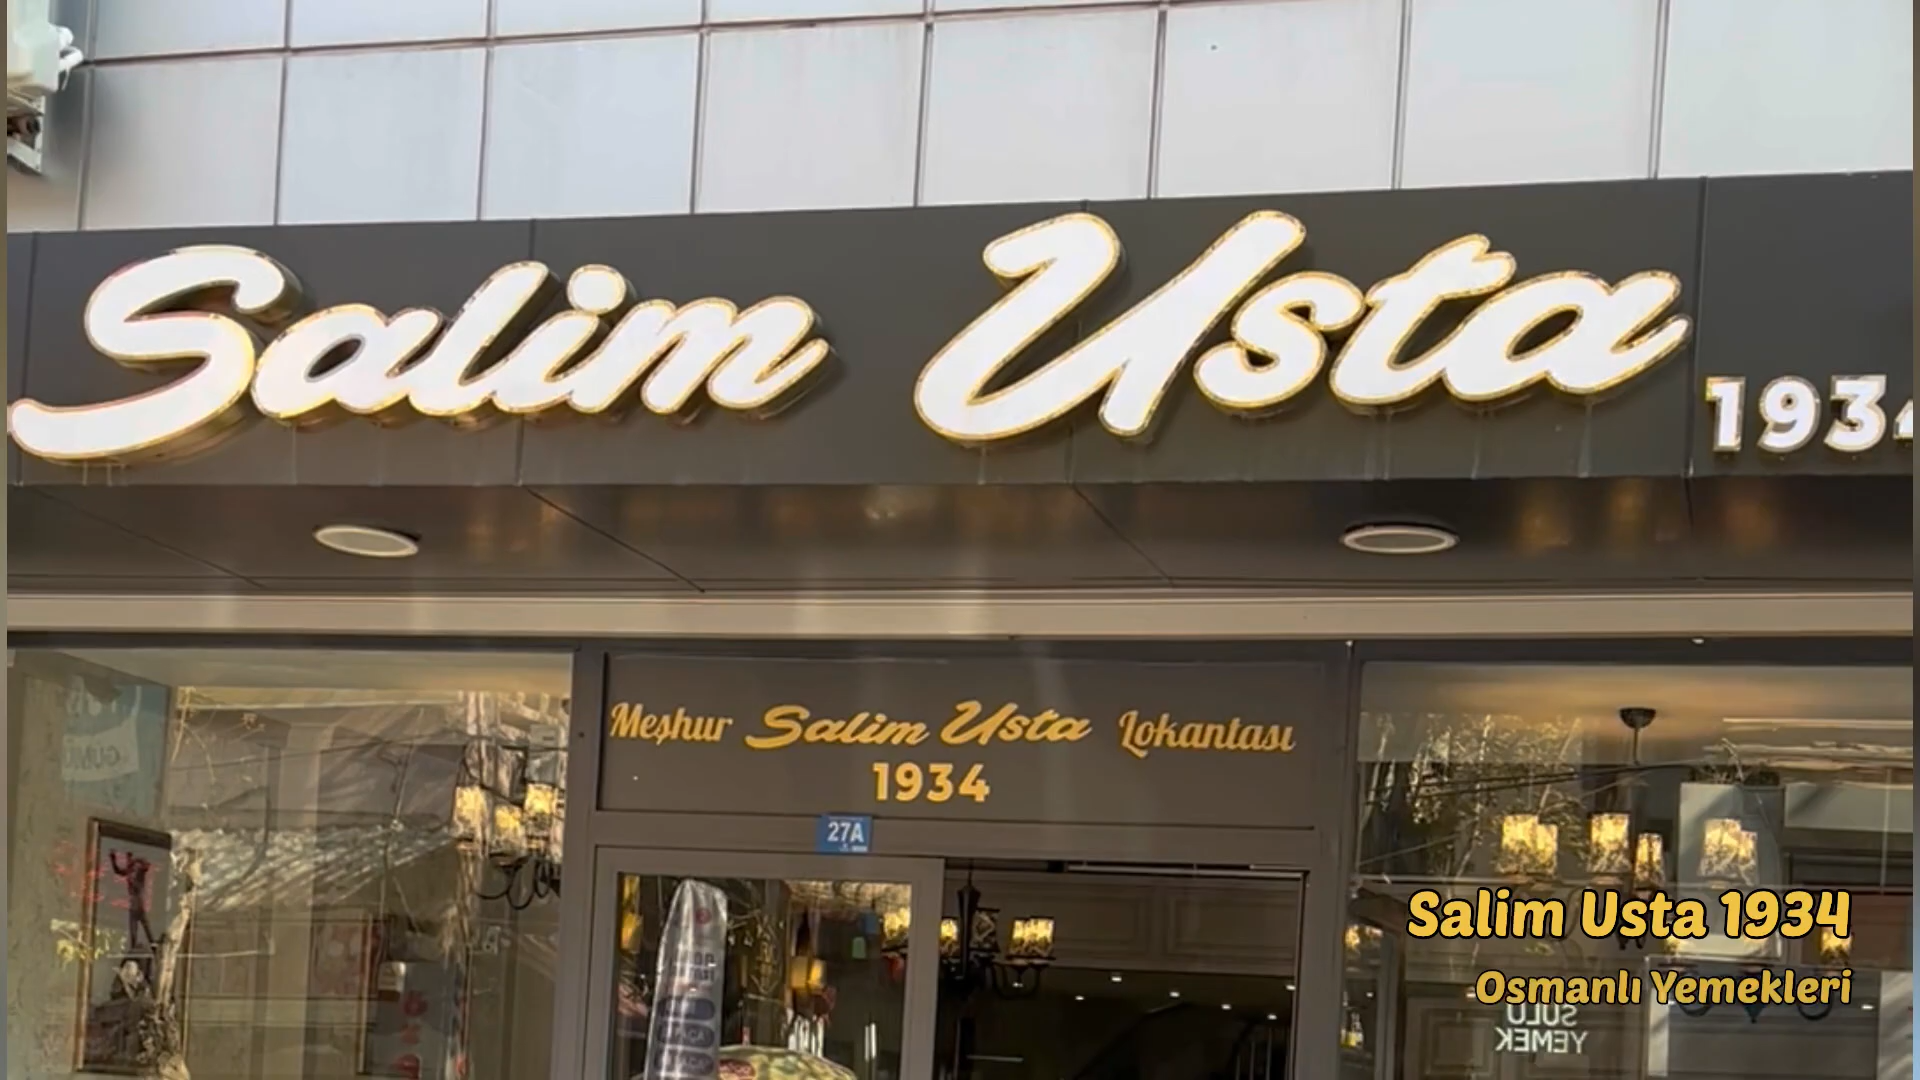 Salim Usta
1934
Meşhur Salim Usta Lokantası
1934
27A
Salim Usta 1934
Osmanlı Yemekleri
SULU
YEMEK